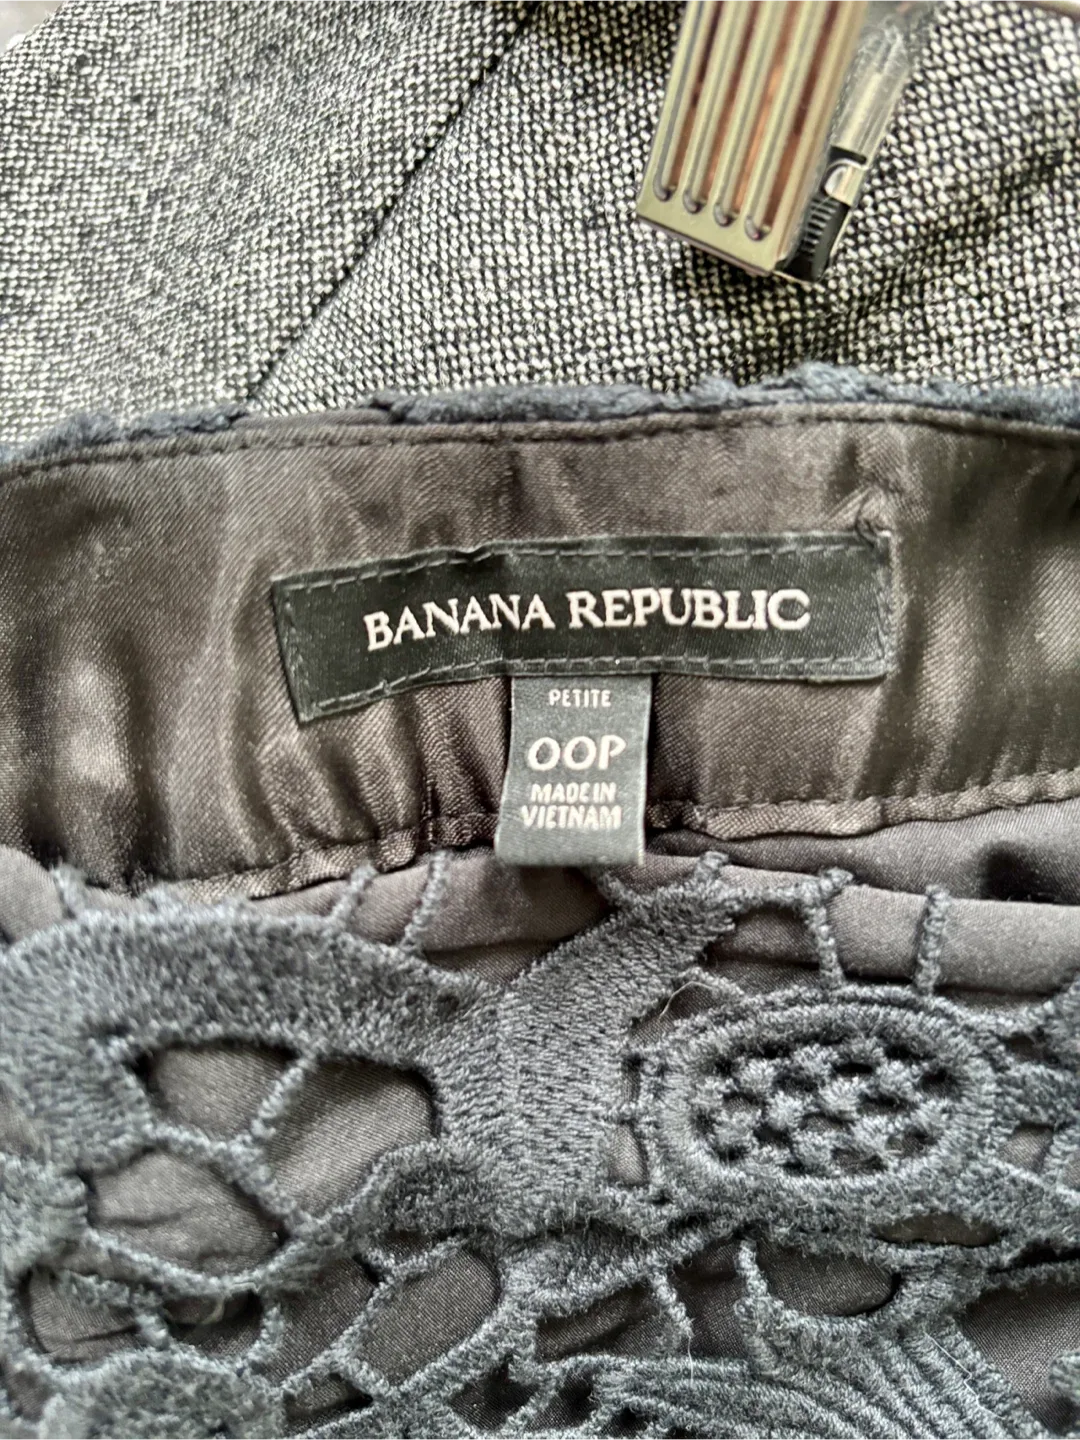 BANANA REPUBLIC
PETITE
00P
MADE IN
VIETNAM